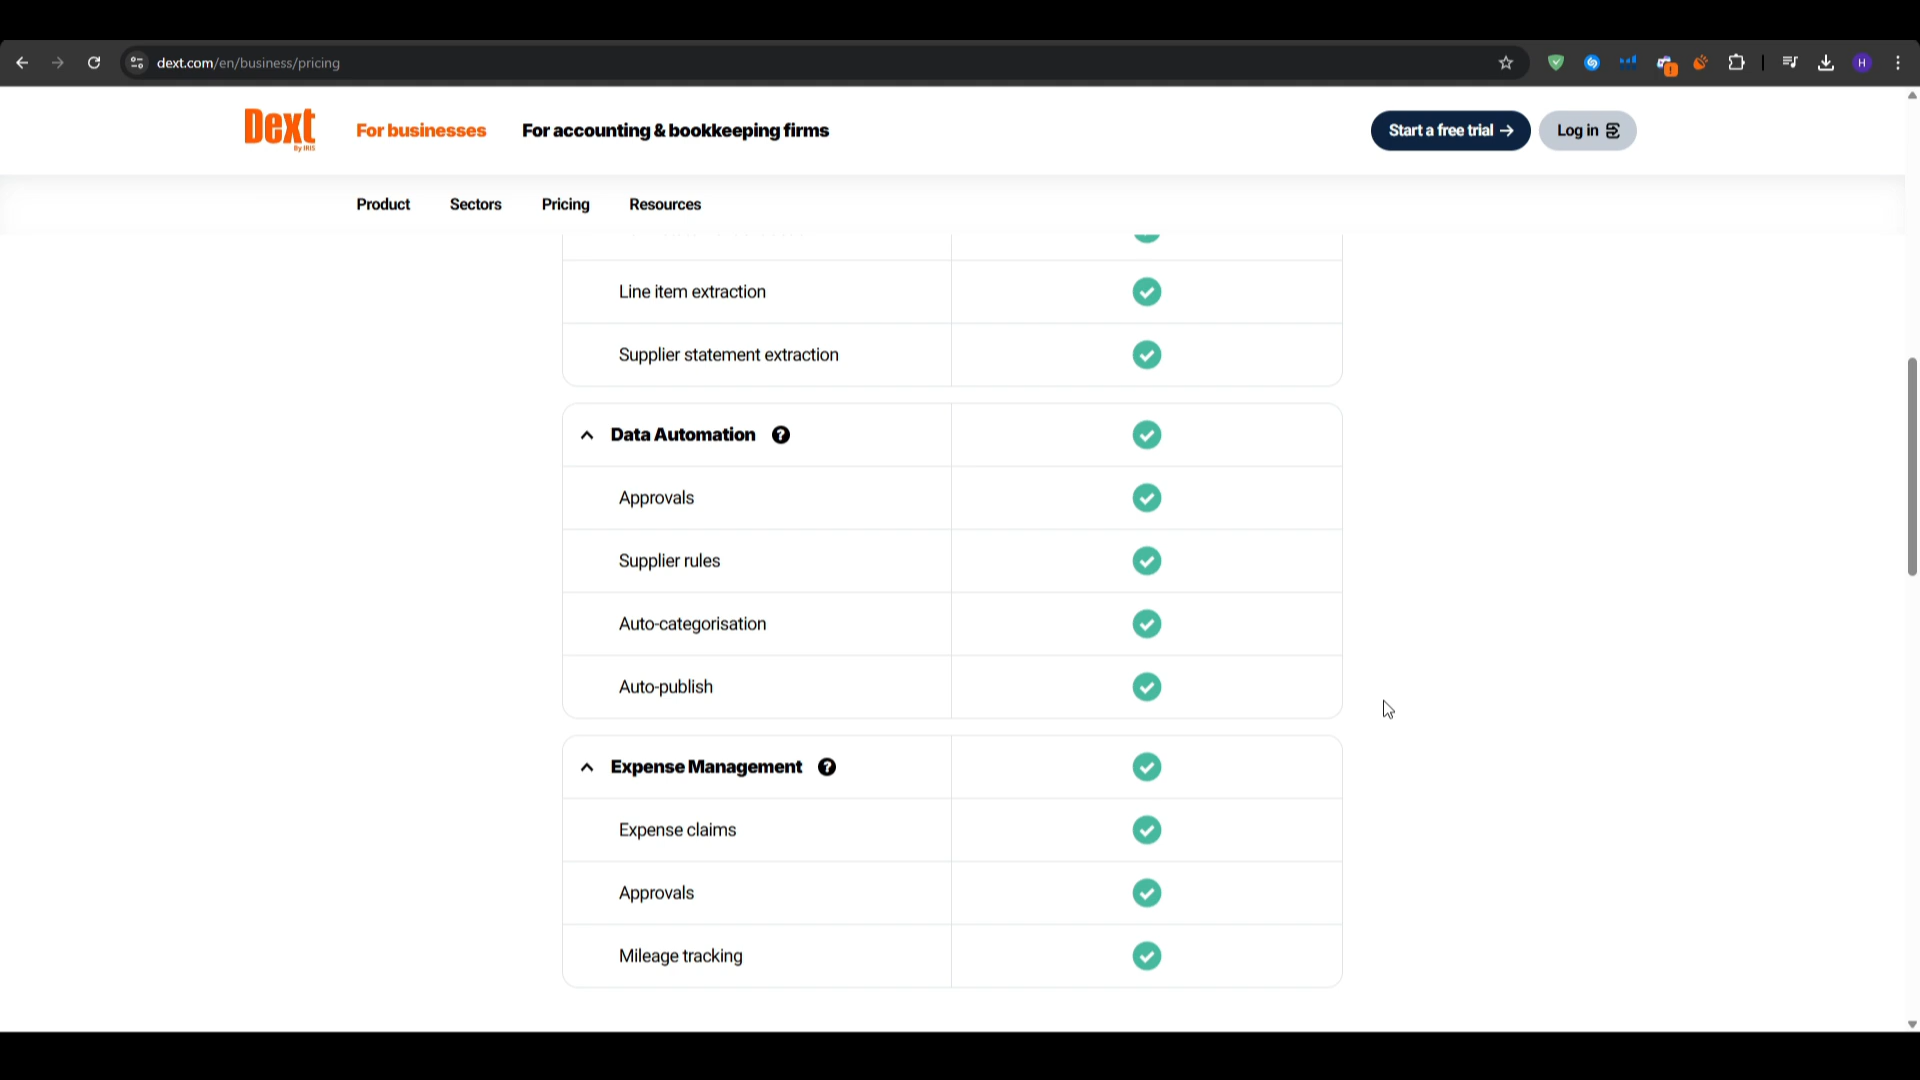 dext.com/en/business/pricing
H
Dext
By IRIS
For businesses
For accounting & bookkeeping firms
Start a free trial →
Log in
Product
Sectors
Pricing
Resources
Line item extraction
Supplier statement extraction
Data Automation ?
Approvals
Supplier rules
Auto-categorisation
Auto-publish
Expense Management ?
Expense claims
Approvals
Mileage tracking